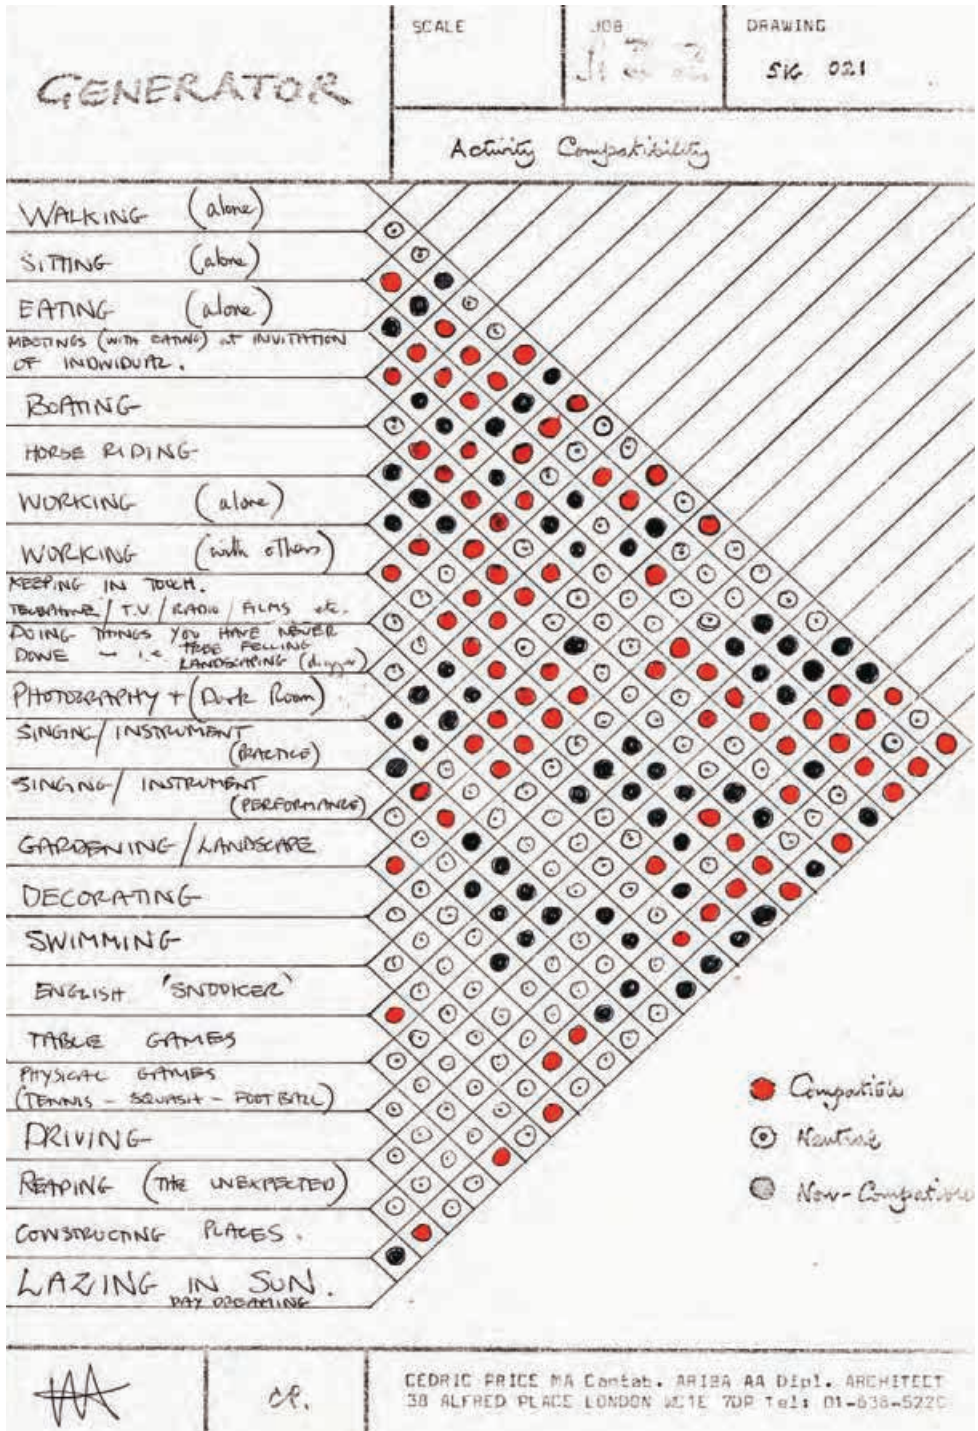 SCALE
JOB
DRAWING
GENERATOR
133
SK 021
Activity Compatibility
WALKING (alone)
SITTING (alone)
EATING (alone)
MEETINGS (WITH EATING) at INVITATION
OF INDIVIDUAL.
BOATING
HORSE RIDING
WORKING (alone)
WORKING (with others)
KEEPING IN TOUCH.
TELEPHONE / T.V / RADIO / FILMS etc.
DOING THINGS YOU HAVE NEVER
DONE — i.e. TREE FELLING
LANDSCAPING (digger)
PHOTOGRAPHY + (Dark Room)
SINGING / INSTRUMENT
(PRACTICE)
SINGING / INSTRUMENT
(PERFORMANCE)
GARDENING / LANDSCAPE
DECORATING
SWIMMING
ENGLISH 'SNOOKER'
TABLE GAMES
PHYSICAL GAMES
(TENNIS - SQUASH - FOOTBALL)
DRIVING
REAPING (THE UNEXPECTED)
CONSTRUCTING PLACES.
LAZING IN SUN.
DAY DREAMING
Compatible
Neutral
Non-Compatible
CP.
CEDRIC PRICE MA Cantab. ARIBA AA Dipl. ARCHITECT
38 ALFRED PLACE LONDON WC1E 7DP Tel: 01-636-5220